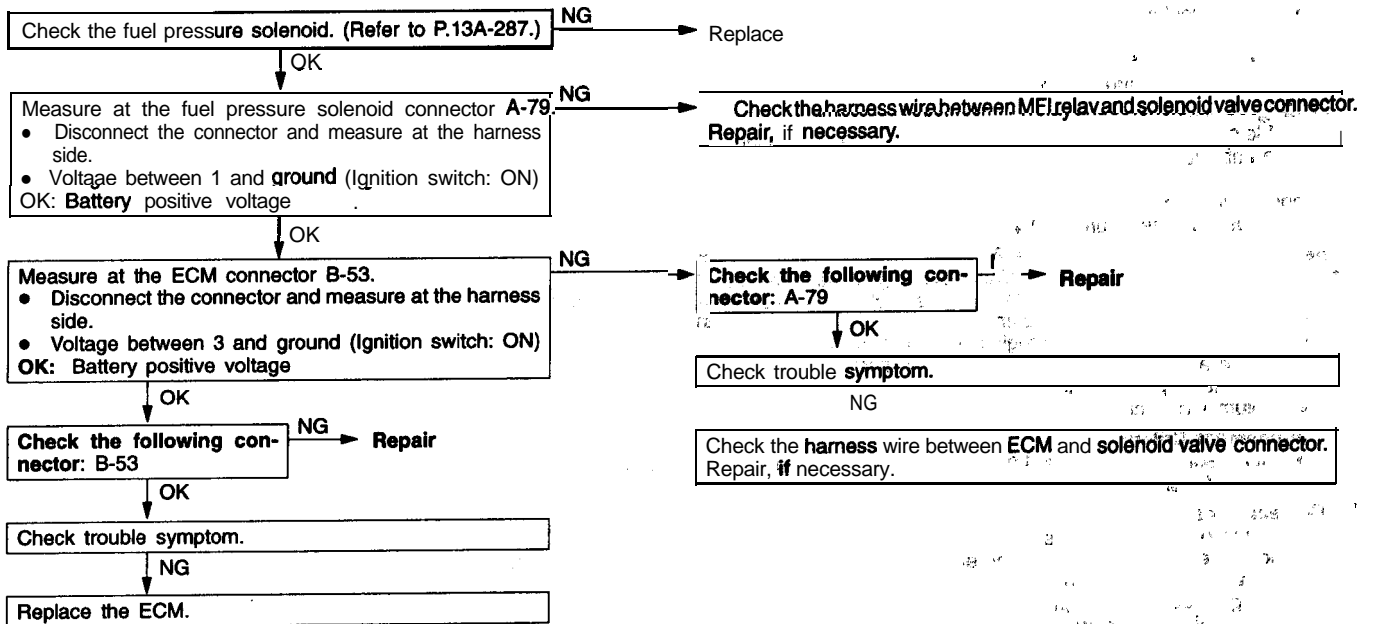 Check the fuel pressure solenoid. (Refer to P.13A-287.)
NG
Replace
OK
Measure at the fuel pressure solenoid connector A-79.
● Disconnect the connector and measure at the harness
side.
● Voltage between 1 and ground (Ignition switch: ON)
OK: Battery positive voltage
NG
Check the harness wire between MFI relay and solenoid valve connector.
Repair, if necessary.
OK
Measure at the ECM connector B-53.
● Disconnect the connector and measure at the harness
side.
● Voltage between 3 and ground (Ignition switch: ON)
OK: Battery positive voltage
NG
Check the following con-
nector: A-79
Repair
OK
Check trouble symptom.
NG
Check the harness wire between ECM and solenoid valve connector.
Repair, if necessary.
OK
Check the following con-
nector: B-53
NG
Repair
OK
Check trouble symptom.
NG
Replace the ECM.